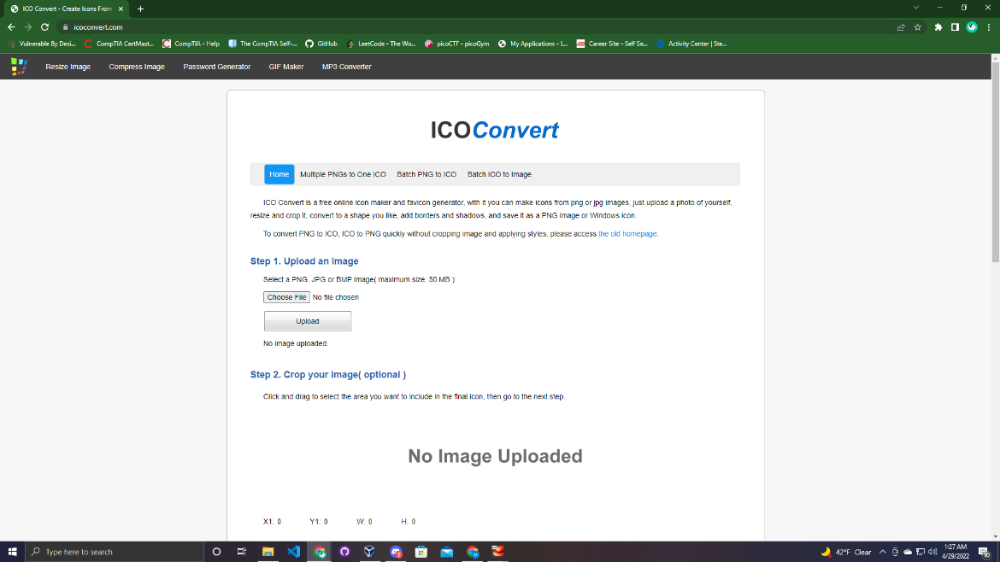 ICO Convert - Create Icons From
icoconvert.com
Vulnerable By Desi... CompTIA CertMast... CompTIA - Help The CompTIA Self-... GitHub LeetCode - The Wo... picoCTF - picoGym My Applications - L... Career Site - Self Se... Activity Center | Ste...
Resize Image Compress Image Password Generator GIF Maker MP3 Converter
ICOConvert
Home Multiple PNGs to One ICO Batch PNG to ICO Batch ICO to Image
ICO Convert is a free online icon maker and favicon generator, with it you can make icons from png or jpg images, just upload a photo of yourself,
resize and crop it, convert to a shape you like, add borders and shadows, and save it as a PNG image or Windows icon.
To convert PNG to ICO, ICO to PNG quickly without cropping image and applying styles, please access the old homepage.
Step 1. Upload an image
Select a PNG, JPG or BMP image( maximum size: 50 MB ):
Choose File No file chosen
Upload
No image uploaded.
Step 2. Crop your image( optional )
Click and drag to select the area you want to include in the final icon, then go to the next step.
No Image Uploaded
X1: 0 Y1: 0 W: 0 H: 0
Type here to search
42°F Clear
1:27 AM
4/29/2022